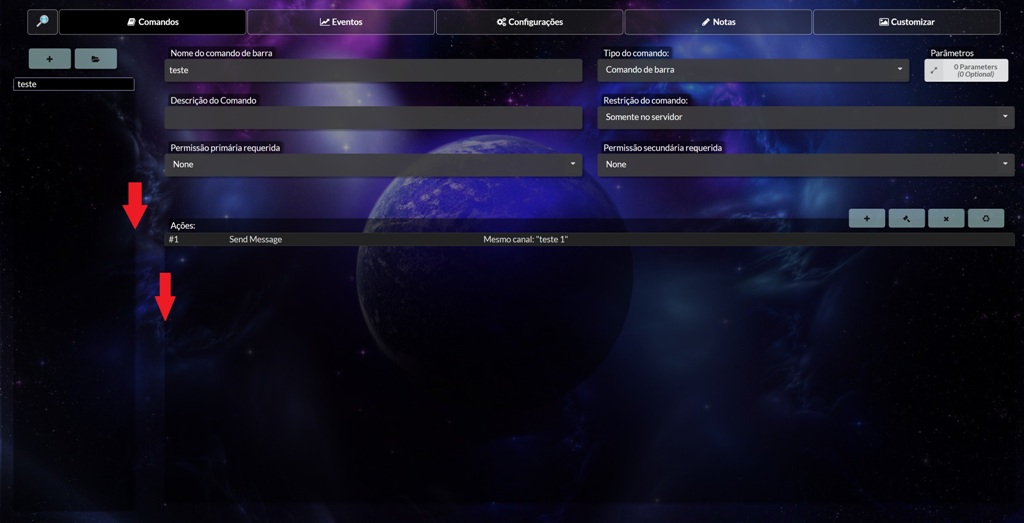 Comandos
Eventos
Configurações
Notas
Customizar
Nome do comando de barra
Tipo do comando:
Parâmetros
teste
Comando de barra
0 Parameters
(0 Optional)
teste
Descrição do Comando
Restrição do comando:
Somente no servidor
Permissão primária requerida
Permissão secundária requerida
None
None
Ações:
#1 Send Message Mesmo canal: "teste 1"